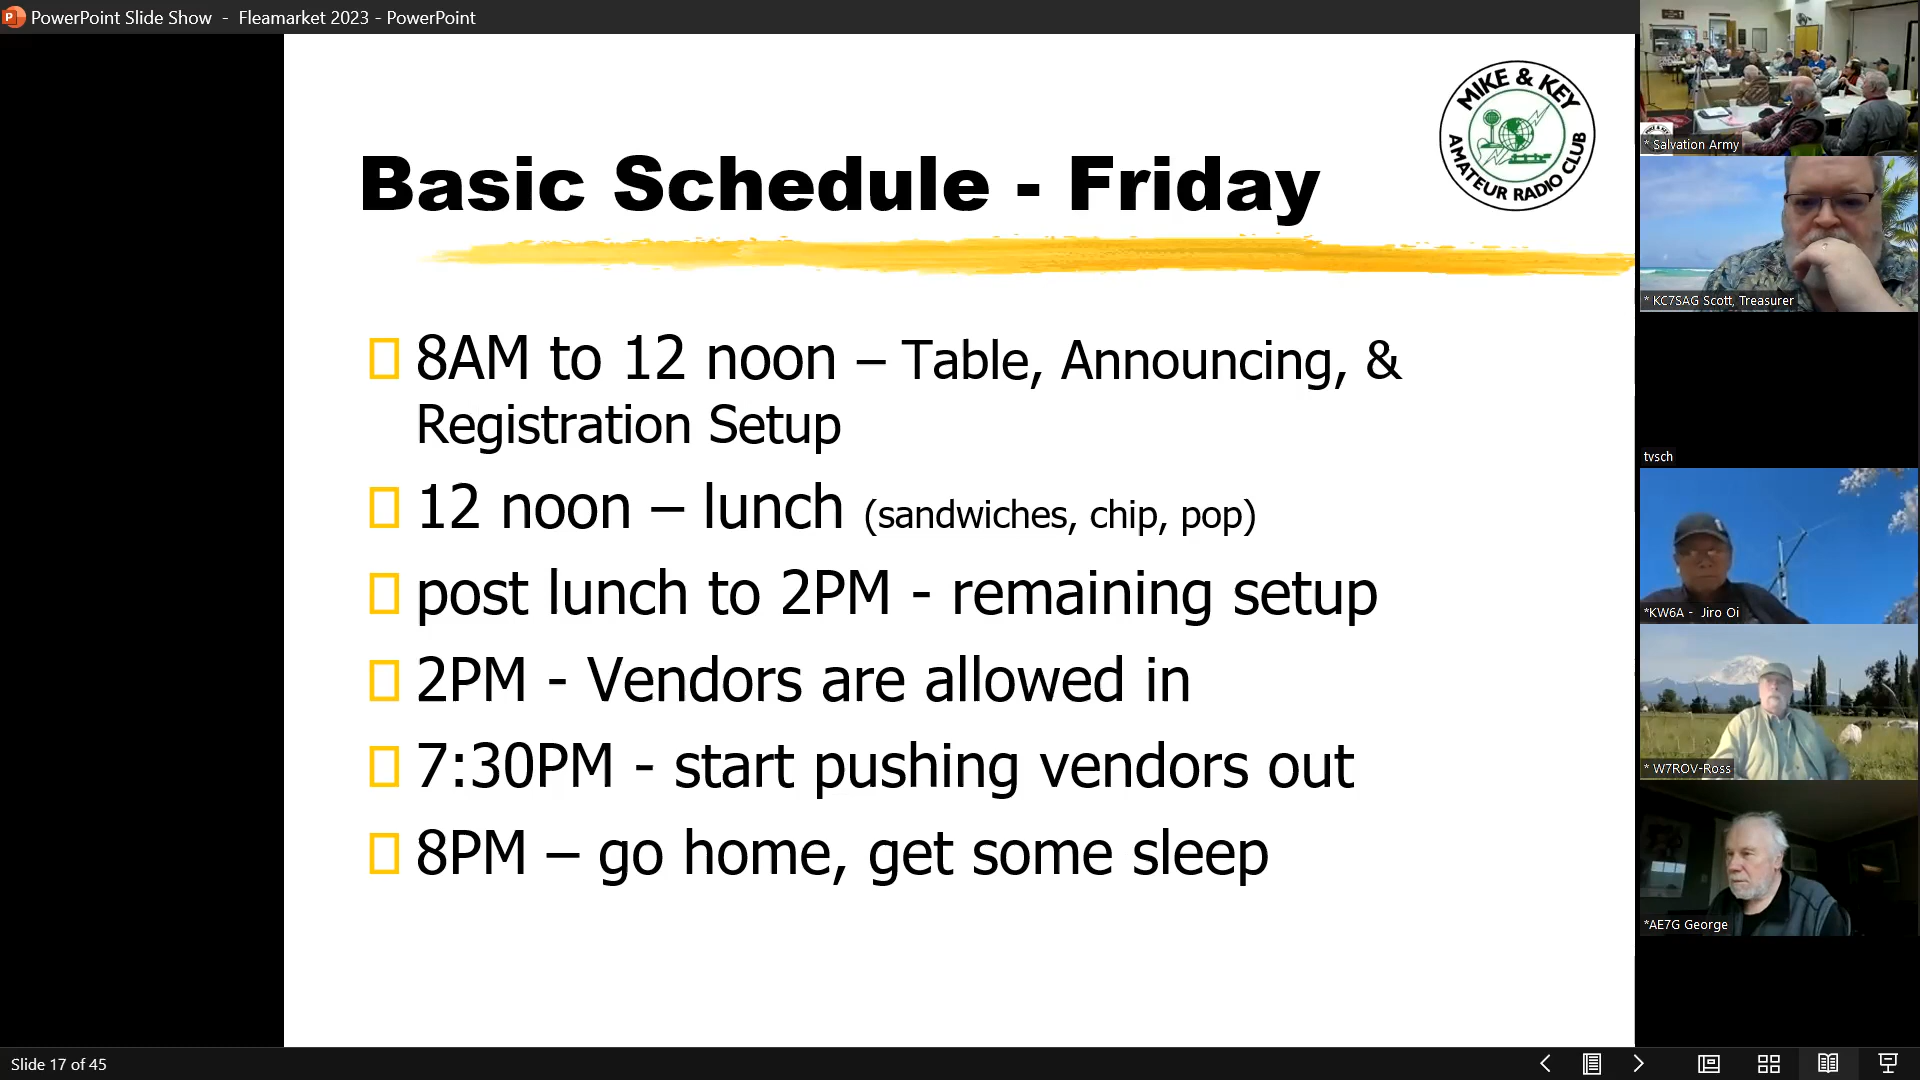 PowerPoint Slide Show - Fleamarket 2023 - PowerPoint
MIKE & KEY
AMATEUR RADIO CLUB
Basic Schedule - Friday
8AM to 12 noon – Table, Announcing, &
Registration Setup
12 noon – lunch (sandwiches, chip, pop)
post lunch to 2PM - remaining setup
2PM - Vendors are allowed in
7:30PM - start pushing vendors out
8PM – go home, get some sleep
* Salvation Army
* KC7SAG Scott, Treasurer
tvsch
*KW6A - Jiro Oi
* W7ROV-Ross
*AE7G George
Slide 17 of 45